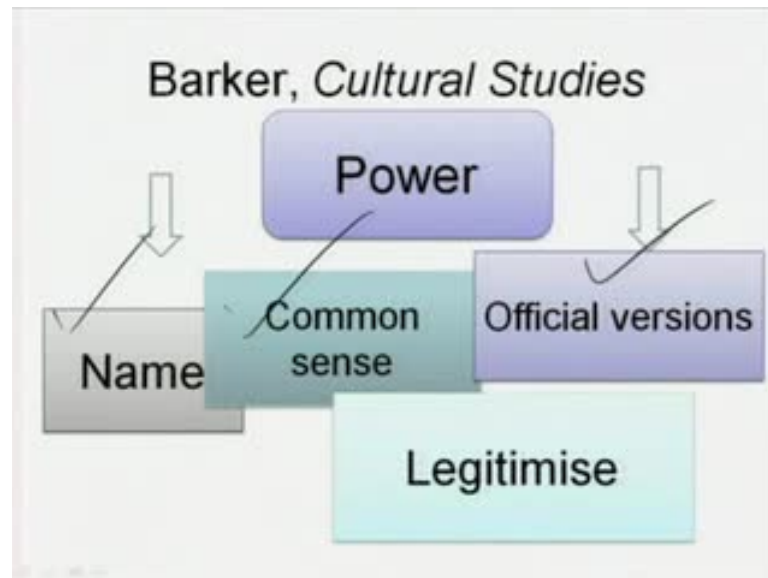 Barker, Cultural Studies
Power
Name
Common
sense
Official versions
Legitimise